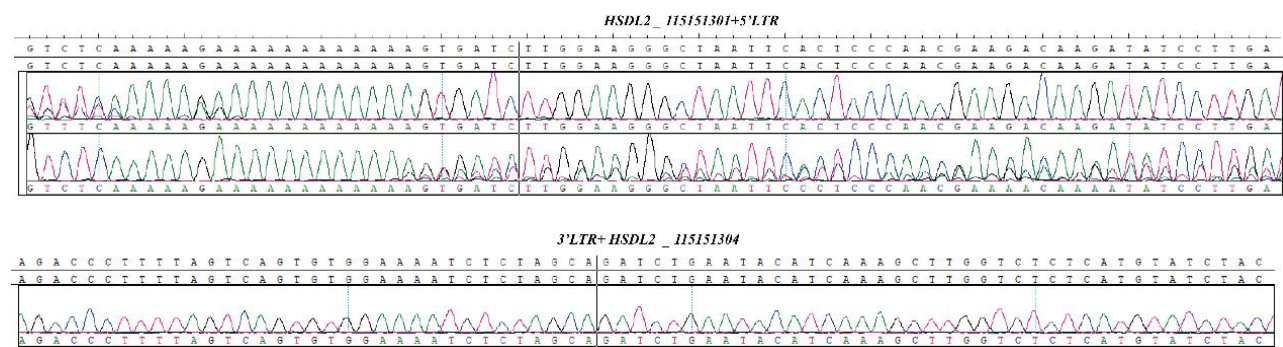 HSDL2 _ 115151301+5'LTR
G T C T C A A A A A G A A A A A A A A A A A A G T G A T C T T G G A A G G G C T A A T T C A C T C C C A A C G A A G A C A A G A T A T C C T T G A
G T C T C A A A A A G A A A A A A A A A A A A G T G A T C T T G G A A G G G C T A A T T C A C T C C C A A C G A A G A C A A G A T A T C C T T G A
G T T T C A A A A A G A A A A A A A A A A A A G T G A T C T T G G A A G G G C T A A T T C A C T C C C A A C G A A G A C A A G A T A T C C T T G A
G T C T C A A A A A G A A A A A A A A A A A A G T G A T C T T G G A A G G G C T A A T T C C C T C C C A A C G A A A A C A A A A T A T C C T T G A
3'LTR+ HSDL2 _ 115151304
A G A C C C T T T T A G T C A G T G T G G A A A A T C T C T A G C A G A T C T G A A T A C A T C A A A G C T T G G T C T C T C A T G T A T C T A C
A G A C C C T T T T A G T C A G T G T G G A A A A T C T C T A G C A G A T C T G A A T A C A T C A A A G C T T G G T C T C T C A T G T A T C T A C
A G A C C C T T T T A G T C A G T G T G G A A A A T C T C T A G C A G A T C T G A A T A C A T C A A A G C T T G G T C T C T C A T G T A T C T A C